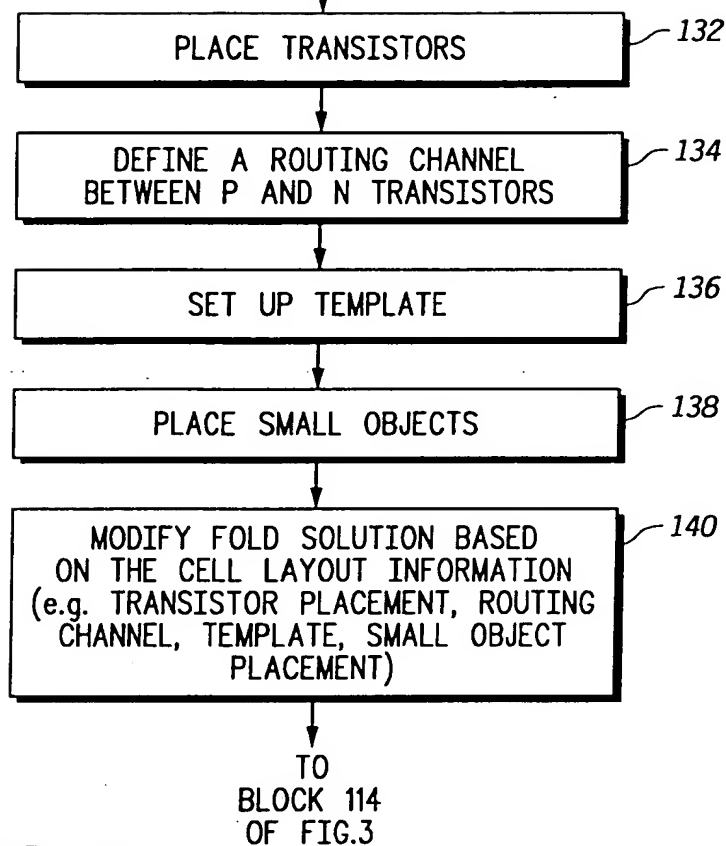 PLACE TRANSISTORS
132
DEFINE A ROUTING CHANNEL
BETWEEN P AND N TRANSISTORS
134
SET UP TEMPLATE
136
PLACE SMALL OBJECTS
138
MODIFY FOLD SOLUTION BASED
ON THE CELL LAYOUT INFORMATION
(e.g. TRANSISTOR PLACEMENT, ROUTING
CHANNEL, TEMPLATE, SMALL OBJECT
PLACEMENT)
140
TO
BLOCK 114
OF FIG.3